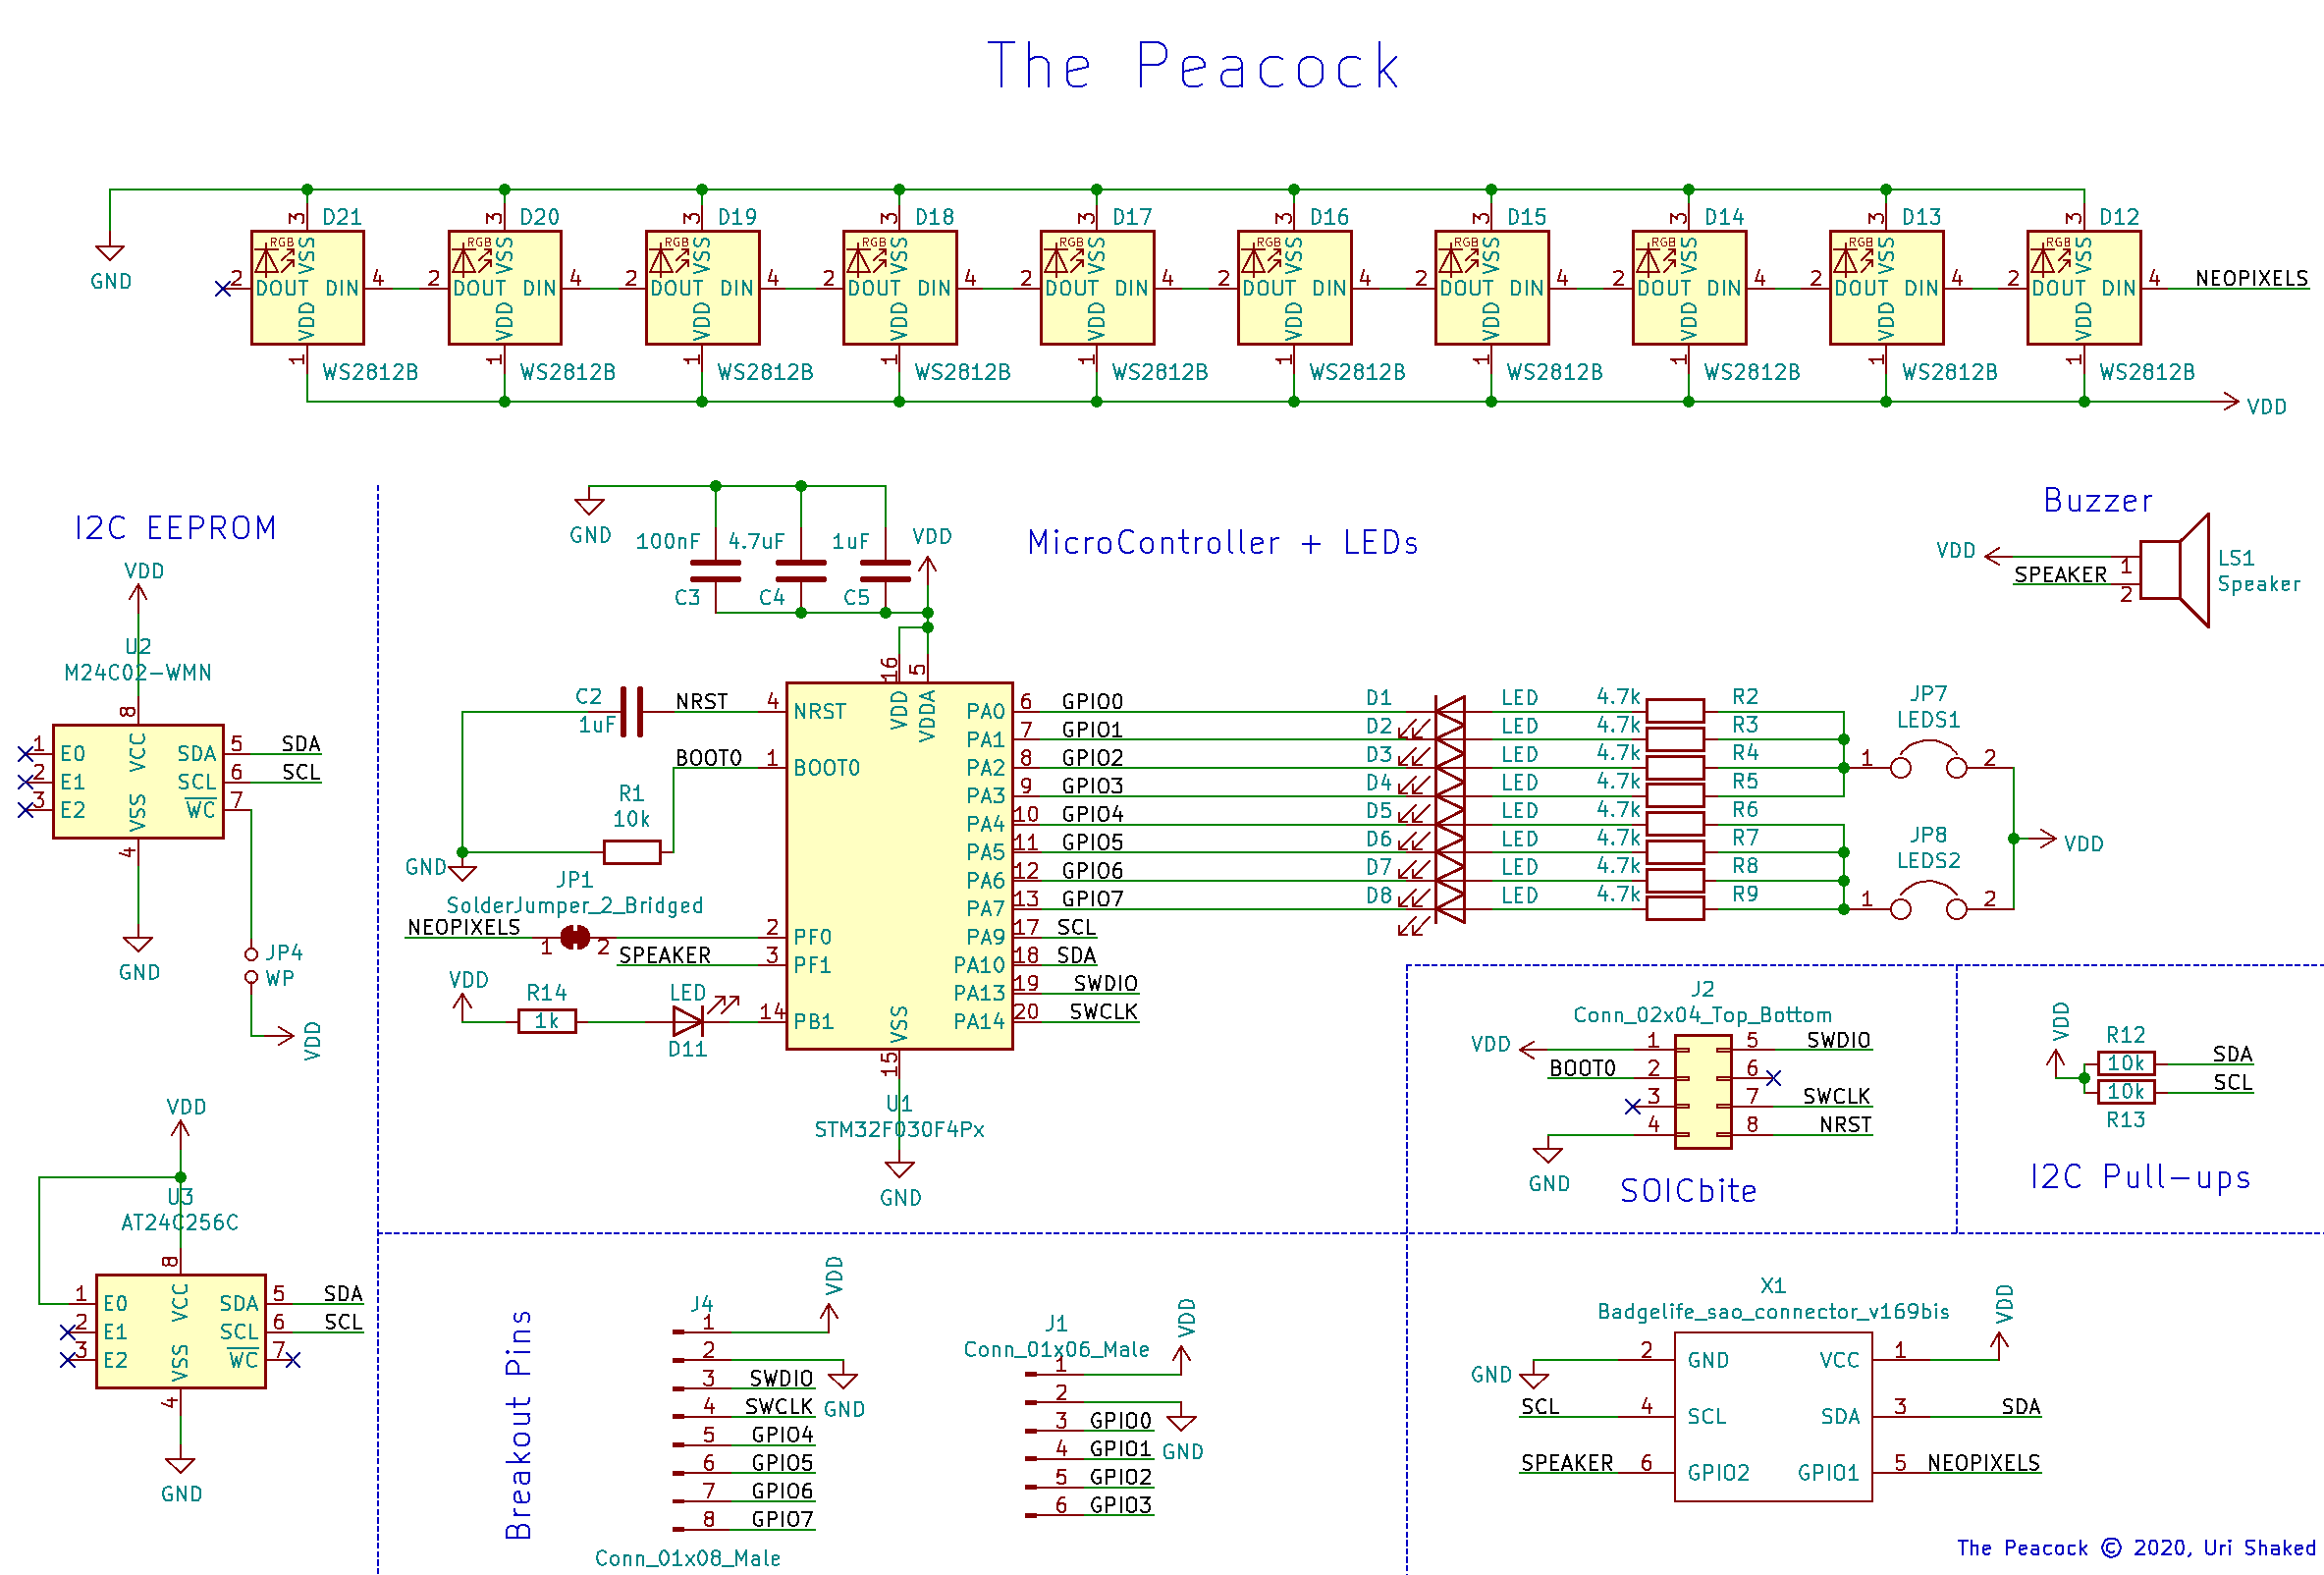 The Peacock
D21 D20 D19 D18 D17 D16 D15 D14 D13 D12
3 3 3 3 3 3 3 3 3 3
RGB RGB RGB RGB RGB RGB RGB RGB RGB RGB
VSS VSS VSS VSS VSS VSS VSS VSS VSS VSS
GND
2 DOUT DIN 4 2 DOUT DIN 4 2 DOUT DIN 4 2 DOUT DIN 4 2 DOUT DIN 4 2 DOUT DIN 4 2 DOUT DIN 4 2 DOUT DIN 4 2 DOUT DIN 4 2 DOUT DIN 4 NEOPIXELS
VDD VDD VDD VDD VDD VDD VDD VDD VDD VDD
1 1 1 1 1 1 1 1 1 1
WS2812B WS2812B WS2812B WS2812B WS2812B WS2812B WS2812B WS2812B WS2812B WS2812B
VDD
I2C EEPROM
VDD
U2
M24C02-WMN
8
VCC
1 E0 SDA 5 SDA
2 E1 SCL 6 SCL
3 E2 WC 7
VSS
4
GND
JP4
WP
VDD
VDD
U3
AT24C256C
8
VCC
1 E0 SDA 5 SDA
2 E1 SCL 6 SCL
3 E2 WC 7
VSS
4
GND
MicroController + LEDs
GND
100nF 4.7uF 1uF VDD
C3 C4 C5
16 5
VDD VDDA
C2
1uF
NRST 4 NRST
BOOT0 1 BOOT0
R1
10k
GND
JP1
SolderJumper_2_Bridged
NEOPIXELS 1 2 2 PF0
SPEAKER 3 PF1
VDD
R14
1k
LED
D11
14 PB1
VSS
15
U1
STM32F030F4Px
GND
PA0 6 GPIO0 D1 LED 4.7k R2
PA1 7 GPIO1 D2 LED 4.7k R3
PA2 8 GPIO2 D3 LED 4.7k R4
PA3 9 GPIO3 D4 LED 4.7k R5
PA4 10 GPIO4 D5 LED 4.7k R6
PA5 11 GPIO5 D6 LED 4.7k R7
PA6 12 GPIO6 D7 LED 4.7k R8
PA7 13 GPIO7 D8 LED 4.7k R9
PA9 17 SCL
PA10 18 SDA
PA13 19 SWDIO
PA14 20 SWCLK
JP7
LEDS1
1 2
JP8
LEDS2
1 2
VDD
Buzzer
VDD 1
SPEAKER 2
LS1
Speaker
J2
Conn_02x04_Top_Bottom
VDD 1 5 SWDIO
BOOT0 2 6
3 7 SWCLK
4 8 NRST
GND
SOICbite
VDD
R12
10k SDA
10k SCL
R13
I2C Pull-ups
Breakout Pins
J4
1 VDD
2 GND
3 SWDIO
4 SWCLK
5 GPIO4
6 GPIO5
7 GPIO6
8 GPIO7
Conn_01x08_Male
J1
Conn_01x06_Male
1 VDD
2 GND
3 GPIO0
4 GPIO1
5 GPIO2
6 GPIO3
X1
Badgelife_sao_connector_v169bis
GND 2 GND VCC 1 VDD
SCL 4 SCL SDA 3 SDA
SPEAKER 6 GPIO2 GPIO1 5 NEOPIXELS
The Peacock © 2020, Uri Shaked